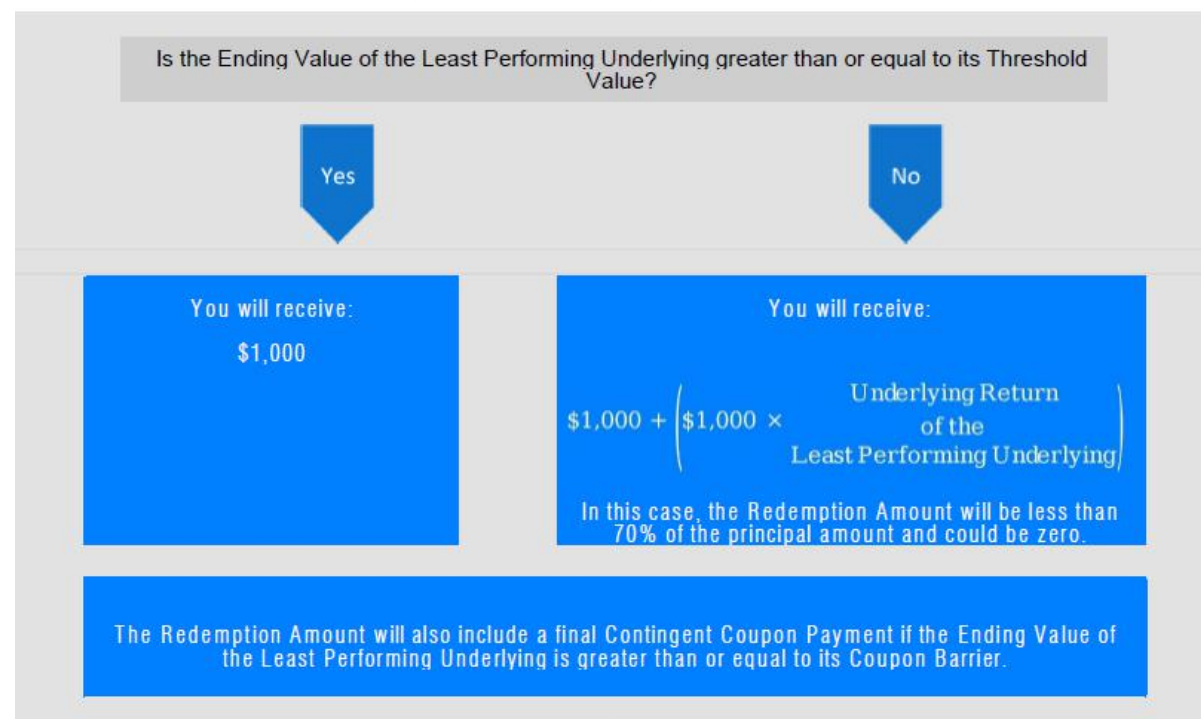 Is the Ending Value of the Least Performing Underlying greater than or equal to its Threshold
Value?
Yes
No
You will receive:
$1,000
You will receive:
$1,000 + ($1,000 × Underlying Return
of the
Least Performing Underlying)
In this case, the Redemption Amount will be less than
70% of the principal amount and could be zero.
The Redemption Amount will also include a final Contingent Coupon Payment if the Ending Value of
the Least Performing Underlying is greater than or equal to its Coupon Barrier.